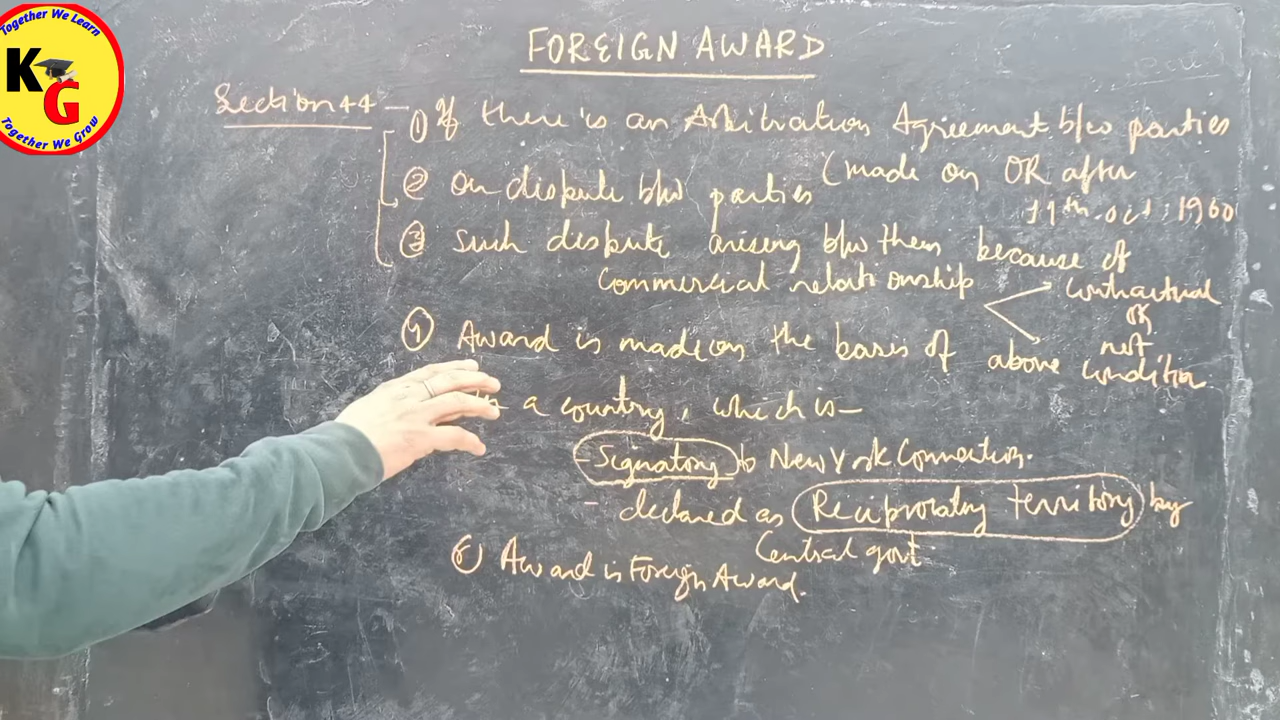 Together We Learn
KG
Together We Grow
FOREIGN AWARD
Section 44 – ① If there is an Arbitration Agreement b/w parties
(made on OR after
11th. oct. 1960
② On dispute b/w parties
③ such dispute arising b/w them because of
Commercial relationship
Contractual
OR
not
④ Award is made on the basis of above condition
in a country, which is –
- Signatory to New York Convention.
- declared as Reciprocating territory by
Central govt
Award is Foreign Award.